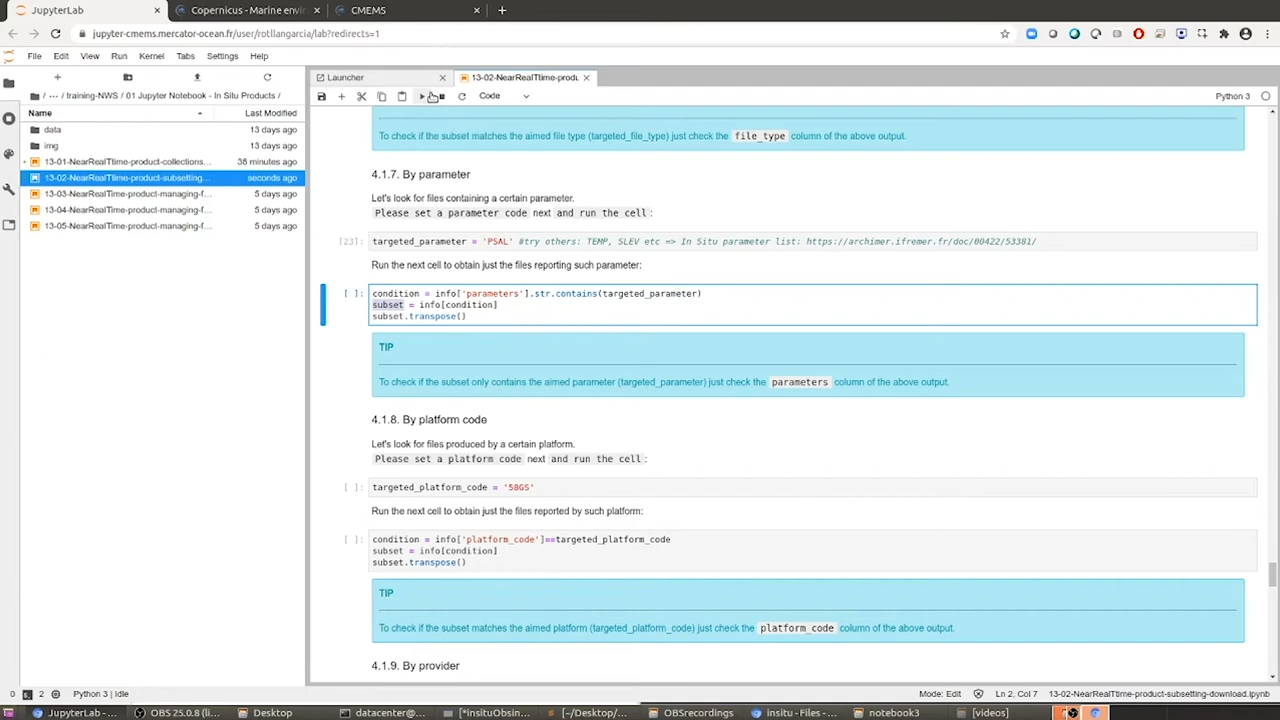 JupyterLab
Copernicus - Marine envi
CMEMS
jupyter-cmems.mercator-ocean.fr/user/rotllangarcia/lab?redirects=1
File Edit View Run Kernel Tabs Settings Help
Launcher
13-02-NearRealTtime-produ
Code
Python 3
/ ··· / training-NWS / 01 Jupyter Notebook - In Situ Products /
Name
Last Modified
data
13 days ago
img
13 days ago
13-01-NearRealTtime-product-collections...
38 minutes ago
13-02-NearRealTtime-product-subsetting...
seconds ago
13-03-NearRealTime-product-managing-f...
5 days ago
13-04-NearRealTime-product-managing-f...
5 days ago
13-05-NearRealTime-product-managing-f...
5 days ago
To check if the subset matches the aimed file type (targeted_file_type) just check the file_type column of the above output.
4.1.7. By parameter
Let's look for files containing a certain parameter.
Please set a parameter code next and run the cell:
[23]: targeted_parameter = 'PSAL' #try others: TEMP, SLEV etc => In Situ parameter list: https://archimer.ifremer.fr/doc/00422/53381/
Run the next cell to obtain just the files reporting such parameter:
[ ]: condition = info['parameters'].str.contains(targeted_parameter)
subset = info[condition]
subset.transpose()
TIP
To check if the subset only contains the aimed parameter (targeted_parameter) just check the parameters column of the above output.
4.1.8. By platform code
Let's look for files produced by a certain platform.
Please set a platform code next and run the cell:
[ ]: targeted_platform_code = '58GS'
Run the next cell to obtain just the files reported by such platform:
[ ]: condition = info['platform_code']==targeted_platform_code
subset = info[condition]
subset.transpose()
TIP
To check if the subset matches the aimed platform (targeted_platform_code) just check the platform_code column of the above output.
4.1.9. By provider
0 2 Python 3 | Idle
Mode: Edit Ln 2, Col 7 13-02-NearRealTtime-product-subsetting-download.ipynb
JupyterLab - ...
OBS 25.0.8 (li...
Desktop
datacenter@...
[*insituObsin...
[~/Desktop/...
OBSrecordings
insitu - Files - ...
notebook3
[videos]